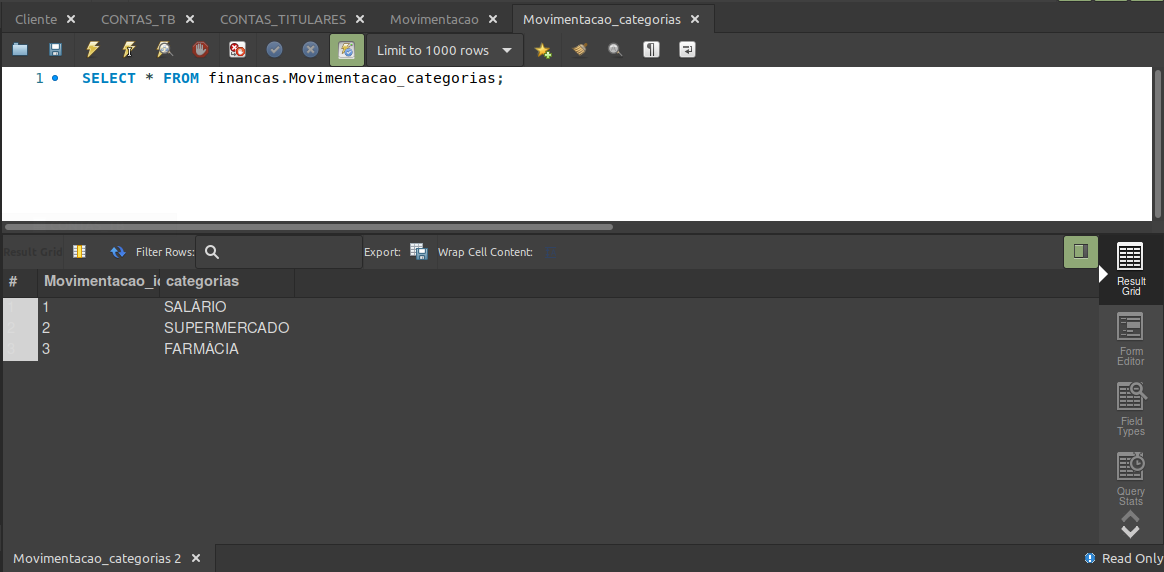 Cliente CONTAS_TB CONTAS_TITULARES Movimentacao Movimentacao_categorias
Limit to 1000 rows
1 SELECT * FROM financas.Movimentacao_categorias;
Result Grid Filter Rows: Export: Wrap Cell Content:
# Movimentacao_ic categorias
1 SALÁRIO
2 SUPERMERCADO
3 FARMÁCIA
Result
Grid
Form
Editor
Field
Types
Query
Stats
Movimentacao_categorias 2 Read Only